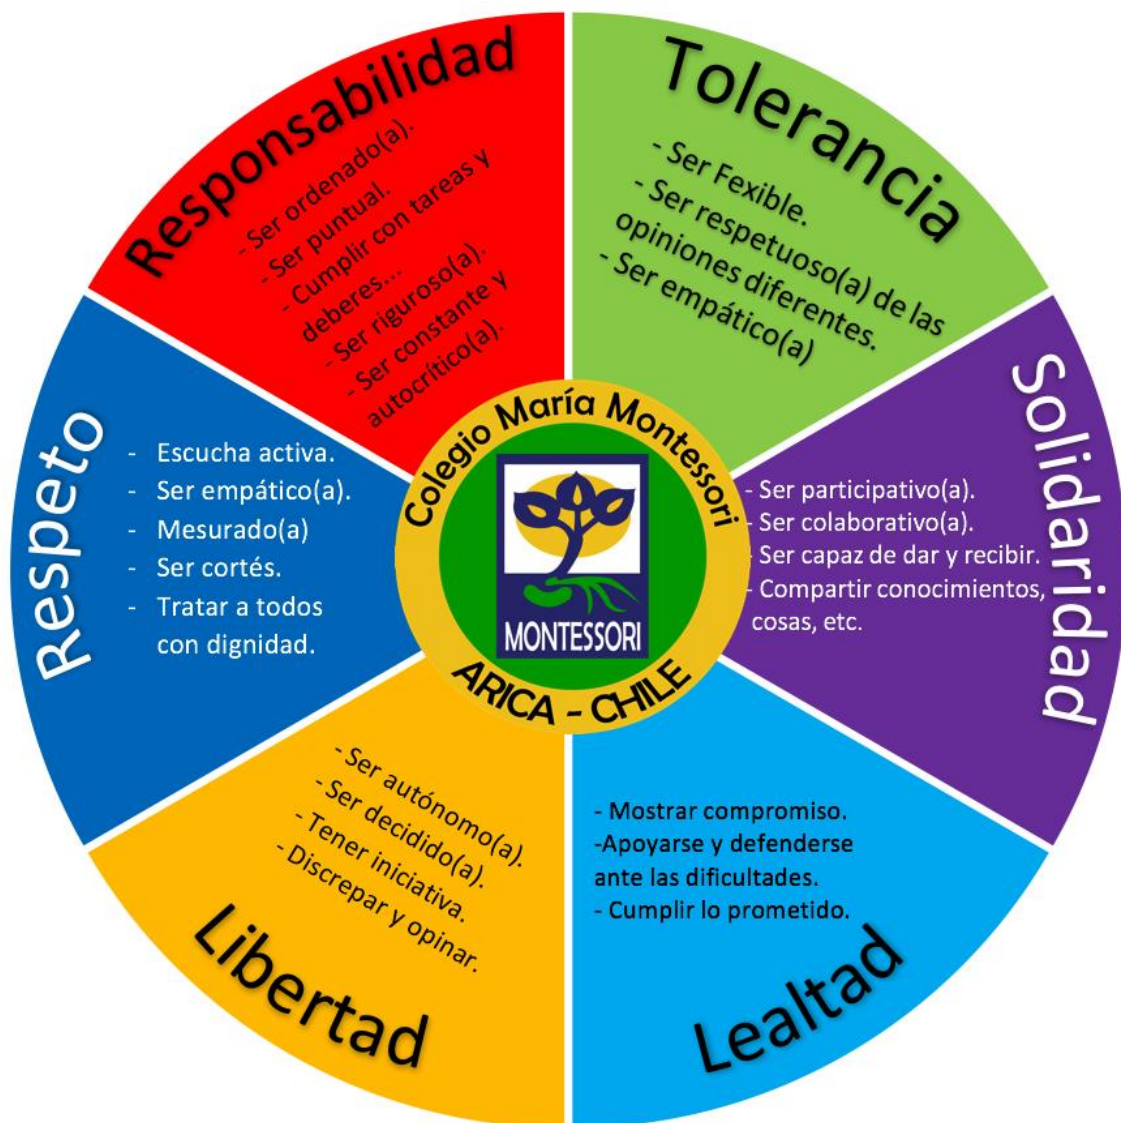 Responsabilidad
- Ser ordenado(a).
- Ser puntual.
- Cumplir con tareas y
deberes...
- Ser riguroso(a).
- Ser constante y
autocrítico(a).
Tolerancia
- Ser Fexible.
- Ser respetuoso(a) de las
opiniones diferentes.
- Ser empático(a)
Solidaridad
- Ser participativo(a).
- Ser colaborativo(a).
- Ser capaz de dar y recibir.
- Compartir conocimientos,
cosas, etc.
Lealtad
- Mostrar compromiso.
-Apoyarse y defenderse
ante las dificultades.
- Cumplir lo prometido.
Libertad
- Ser autónomo(a).
- Ser decidido(a).
- Tener iniciativa.
- Discrepar y opinar.
Respeto
- Escucha activa.
- Ser empático(a).
- Mesurado(a)
- Ser cortés.
- Tratar a todos
con dignidad.
Colegio María Montessori
MONTESSORI
ARICA - CHILE